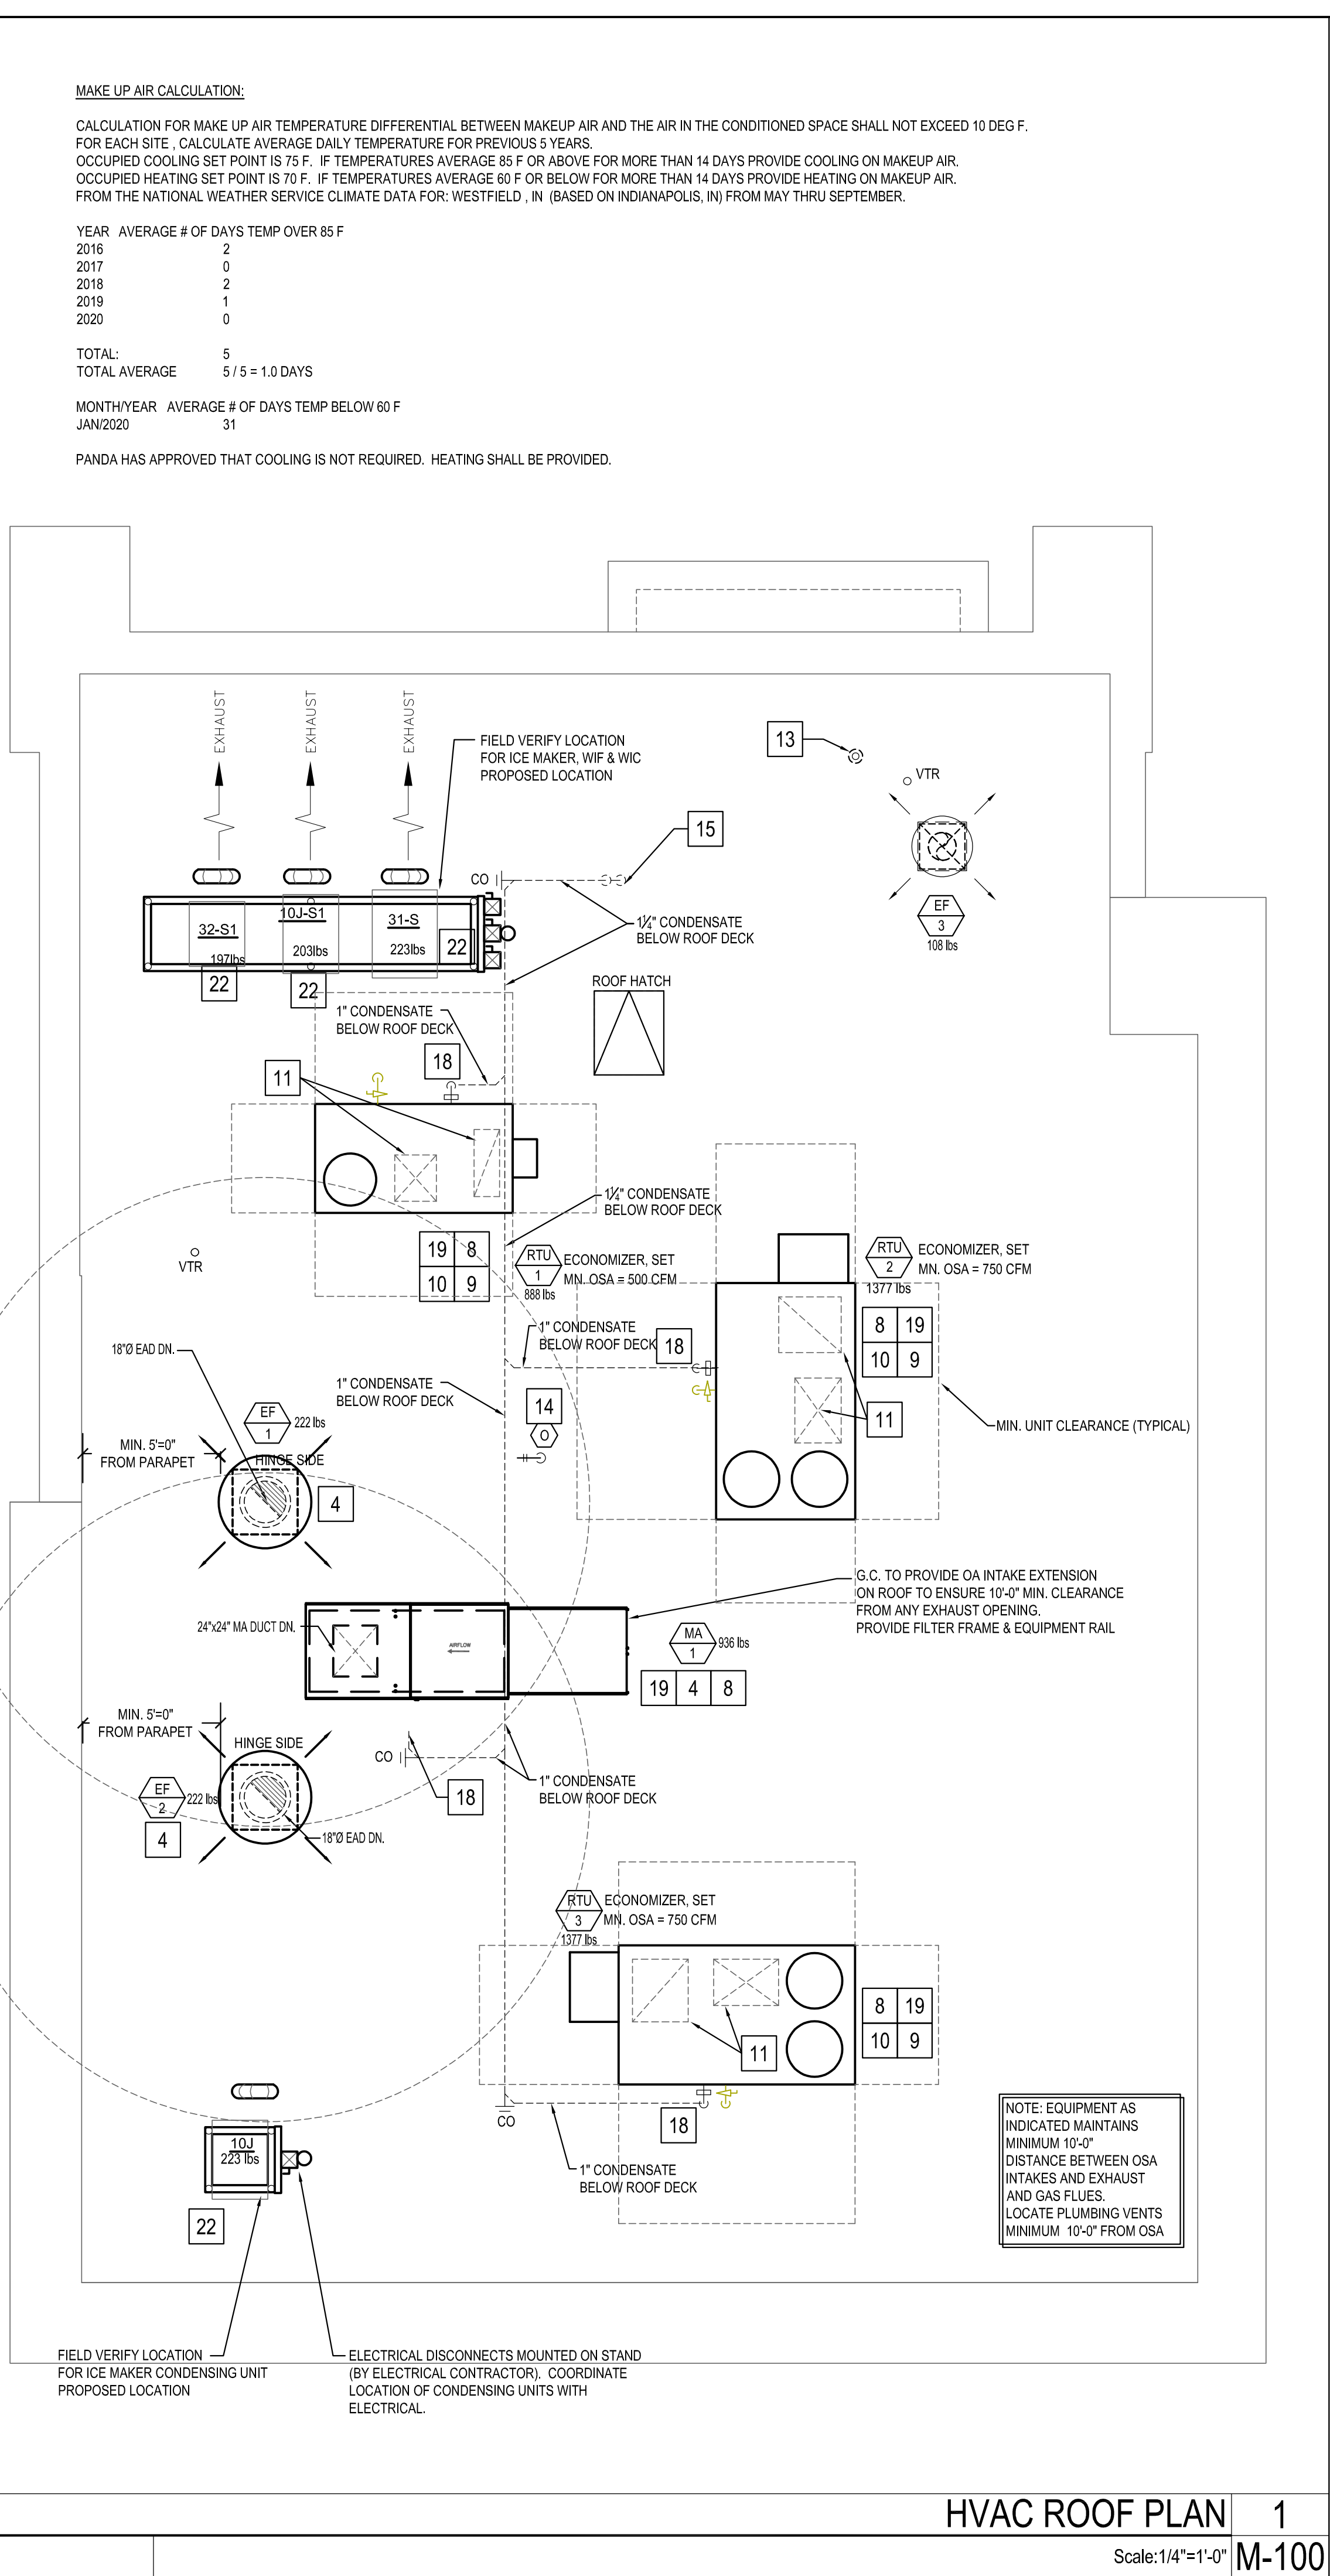 MAKE UP AIR CALCULATION:
CALCULATION FOR MAKE UP AIR TEMPERATURE DIFFERENTIAL BETWEEN MAKEUP AIR AND THE AIR IN THE CONDITIONED SPACE SHALL NOT EXCEED 10 DEG F.
FOR EACH SITE , CALCULATE AVERAGE DAILY TEMPERATURE FOR PREVIOUS 5 YEARS.
OCCUPIED COOLING SET POINT IS 75 F. IF TEMPERATURES AVERAGE 85 F OR ABOVE FOR MORE THAN 14 DAYS PROVIDE COOLING ON MAKEUP AIR.
OCCUPIED HEATING SET POINT IS 70 F. IF TEMPERATURES AVERAGE 60 F OR BELOW FOR MORE THAN 14 DAYS PROVIDE HEATING ON MAKEUP AIR.
FROM THE NATIONAL WEATHER SERVICE CLIMATE DATA FOR: WESTFIELD , IN (BASED ON INDIANAPOLIS, IN) FROM MAY THRU SEPTEMBER.
YEAR AVERAGE # OF DAYS TEMP OVER 85 F
2016 2
2017 0
2018 2
2019 1
2020 0
TOTAL: 5
TOTAL AVERAGE 5 / 5 = 1.0 DAYS
MONTH/YEAR AVERAGE # OF DAYS TEMP BELOW 60 F
JAN/2020 31
PANDA HAS APPROVED THAT COOLING IS NOT REQUIRED. HEATING SHALL BE PROVIDED.
EXHAUST
EXHAUST
EXHAUST
FIELD VERIFY LOCATION
FOR ICE MAKER, WIF & WIC
PROPOSED LOCATION
13
VTR
15
CO
EF
3
108 lbs
32-S1
197lbs
10J-S1
203lbs
31-S
223lbs
22
22
22
1¼" CONDENSATE
BELOW ROOF DECK
ROOF HATCH
1" CONDENSATE
BELOW ROOF DECK
18
11
1¼" CONDENSATE
BELOW ROOF DECK
VTR
19 8
10 9
RTU
1
888 lbs
ECONOMIZER, SET
MN. OSA = 500 CFM
RTU
2
1377 lbs
ECONOMIZER, SET
MN. OSA = 750 CFM
8 19
10 9
1" CONDENSATE
BELOW ROOF DECK
18
18"Ø EAD DN.
1" CONDENSATE
BELOW ROOF DECK
14
O
11
MIN. UNIT CLEARANCE (TYPICAL)
EF
1
222 lbs
MIN. 5'=0"
FROM PARAPET
HINGE SIDE
4
G.C. TO PROVIDE OA INTAKE EXTENSION
ON ROOF TO ENSURE 10'-0" MIN. CLEARANCE
FROM ANY EXHAUST OPENING.
PROVIDE FILTER FRAME & EQUIPMENT RAIL
24"x24" MA DUCT DN.
AIRFLOW
MA
1
936 lbs
19 4 8
MIN. 5'=0"
FROM PARAPET
HINGE SIDE
CO
18
1" CONDENSATE
BELOW ROOF DECK
EF
2
222 lbs
4
18"Ø EAD DN.
RTU
3
1377 lbs
ECONOMIZER, SET
MN. OSA = 750 CFM
8 19
10 9
11
CO
18
1" CONDENSATE
BELOW ROOF DECK
10J
223 lbs
22
NOTE: EQUIPMENT AS
INDICATED MAINTAINS
MINIMUM 10'-0"
DISTANCE BETWEEN OSA
INTAKES AND EXHAUST
AND GAS FLUES.
LOCATE PLUMBING VENTS
MINIMUM 10'-0" FROM OSA
FIELD VERIFY LOCATION
FOR ICE MAKER CONDENSING UNIT
PROPOSED LOCATION
ELECTRICAL DISCONNECTS MOUNTED ON STAND
(BY ELECTRICAL CONTRACTOR). COORDINATE
LOCATION OF CONDENSING UNITS WITH
ELECTRICAL.
HVAC ROOF PLAN 1
Scale:1/4"=1'-0" M-100